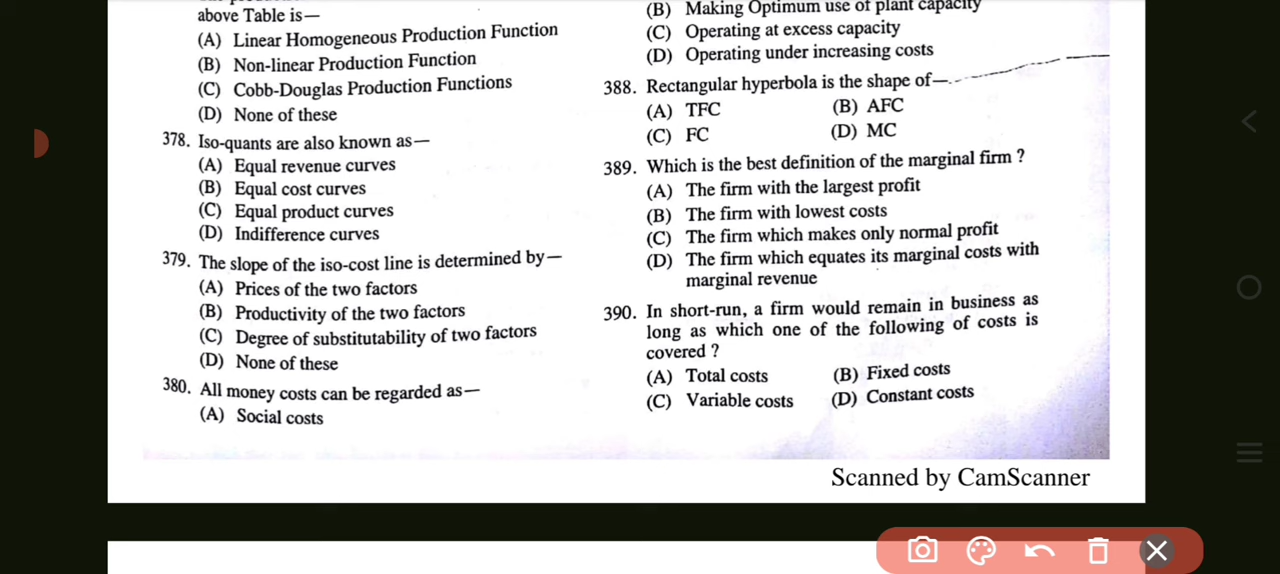 above Table is—
(A) Linear Homogeneous Production Function
(B) Non-linear Production Function
(C) Cobb-Douglas Production Functions
(D) None of these
378. Iso-quants are also known as—
(A) Equal revenue curves
(B) Equal cost curves
(C) Equal product curves
(D) Indifference curves
379. The slope of the iso-cost line is determined by—
(A) Prices of the two factors
(B) Productivity of the two factors
(C) Degree of substitutability of two factors
(D) None of these
380. All money costs can be regarded as—
(A) Social costs
(B) Making Optimum use of plant capacity
(C) Operating at excess capacity
(D) Operating under increasing costs
388. Rectangular hyperbola is the shape of—
(A) TFC (B) AFC
(C) FC (D) MC
389. Which is the best definition of the marginal firm ?
(A) The firm with the largest profit
(B) The firm with lowest costs
(C) The firm which makes only normal profit
(D) The firm which equates its marginal costs with
marginal revenue
390. In short-run, a firm would remain in business as
long as which one of the following of costs is
covered ?
(A) Total costs (B) Fixed costs
(C) Variable costs (D) Constant costs
Scanned by CamScanner